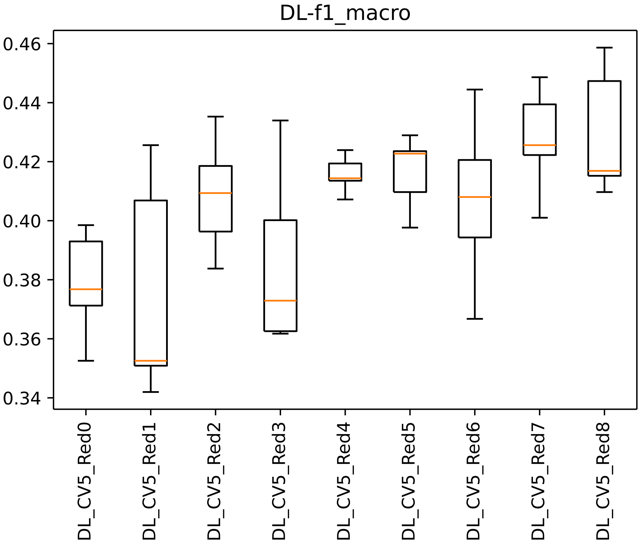 DL-f1_macro
0.46
0.44
0.42
0.40
0.38
0.36
0.34
DL_CV5_Red0
DL_CV5_Red1
DL_CV5_Red2
DL_CV5_Red3
DL_CV5_Red4
DL_CV5_Red5
DL_CV5_Red6
DL_CV5_Red7
DL_CV5_Red8